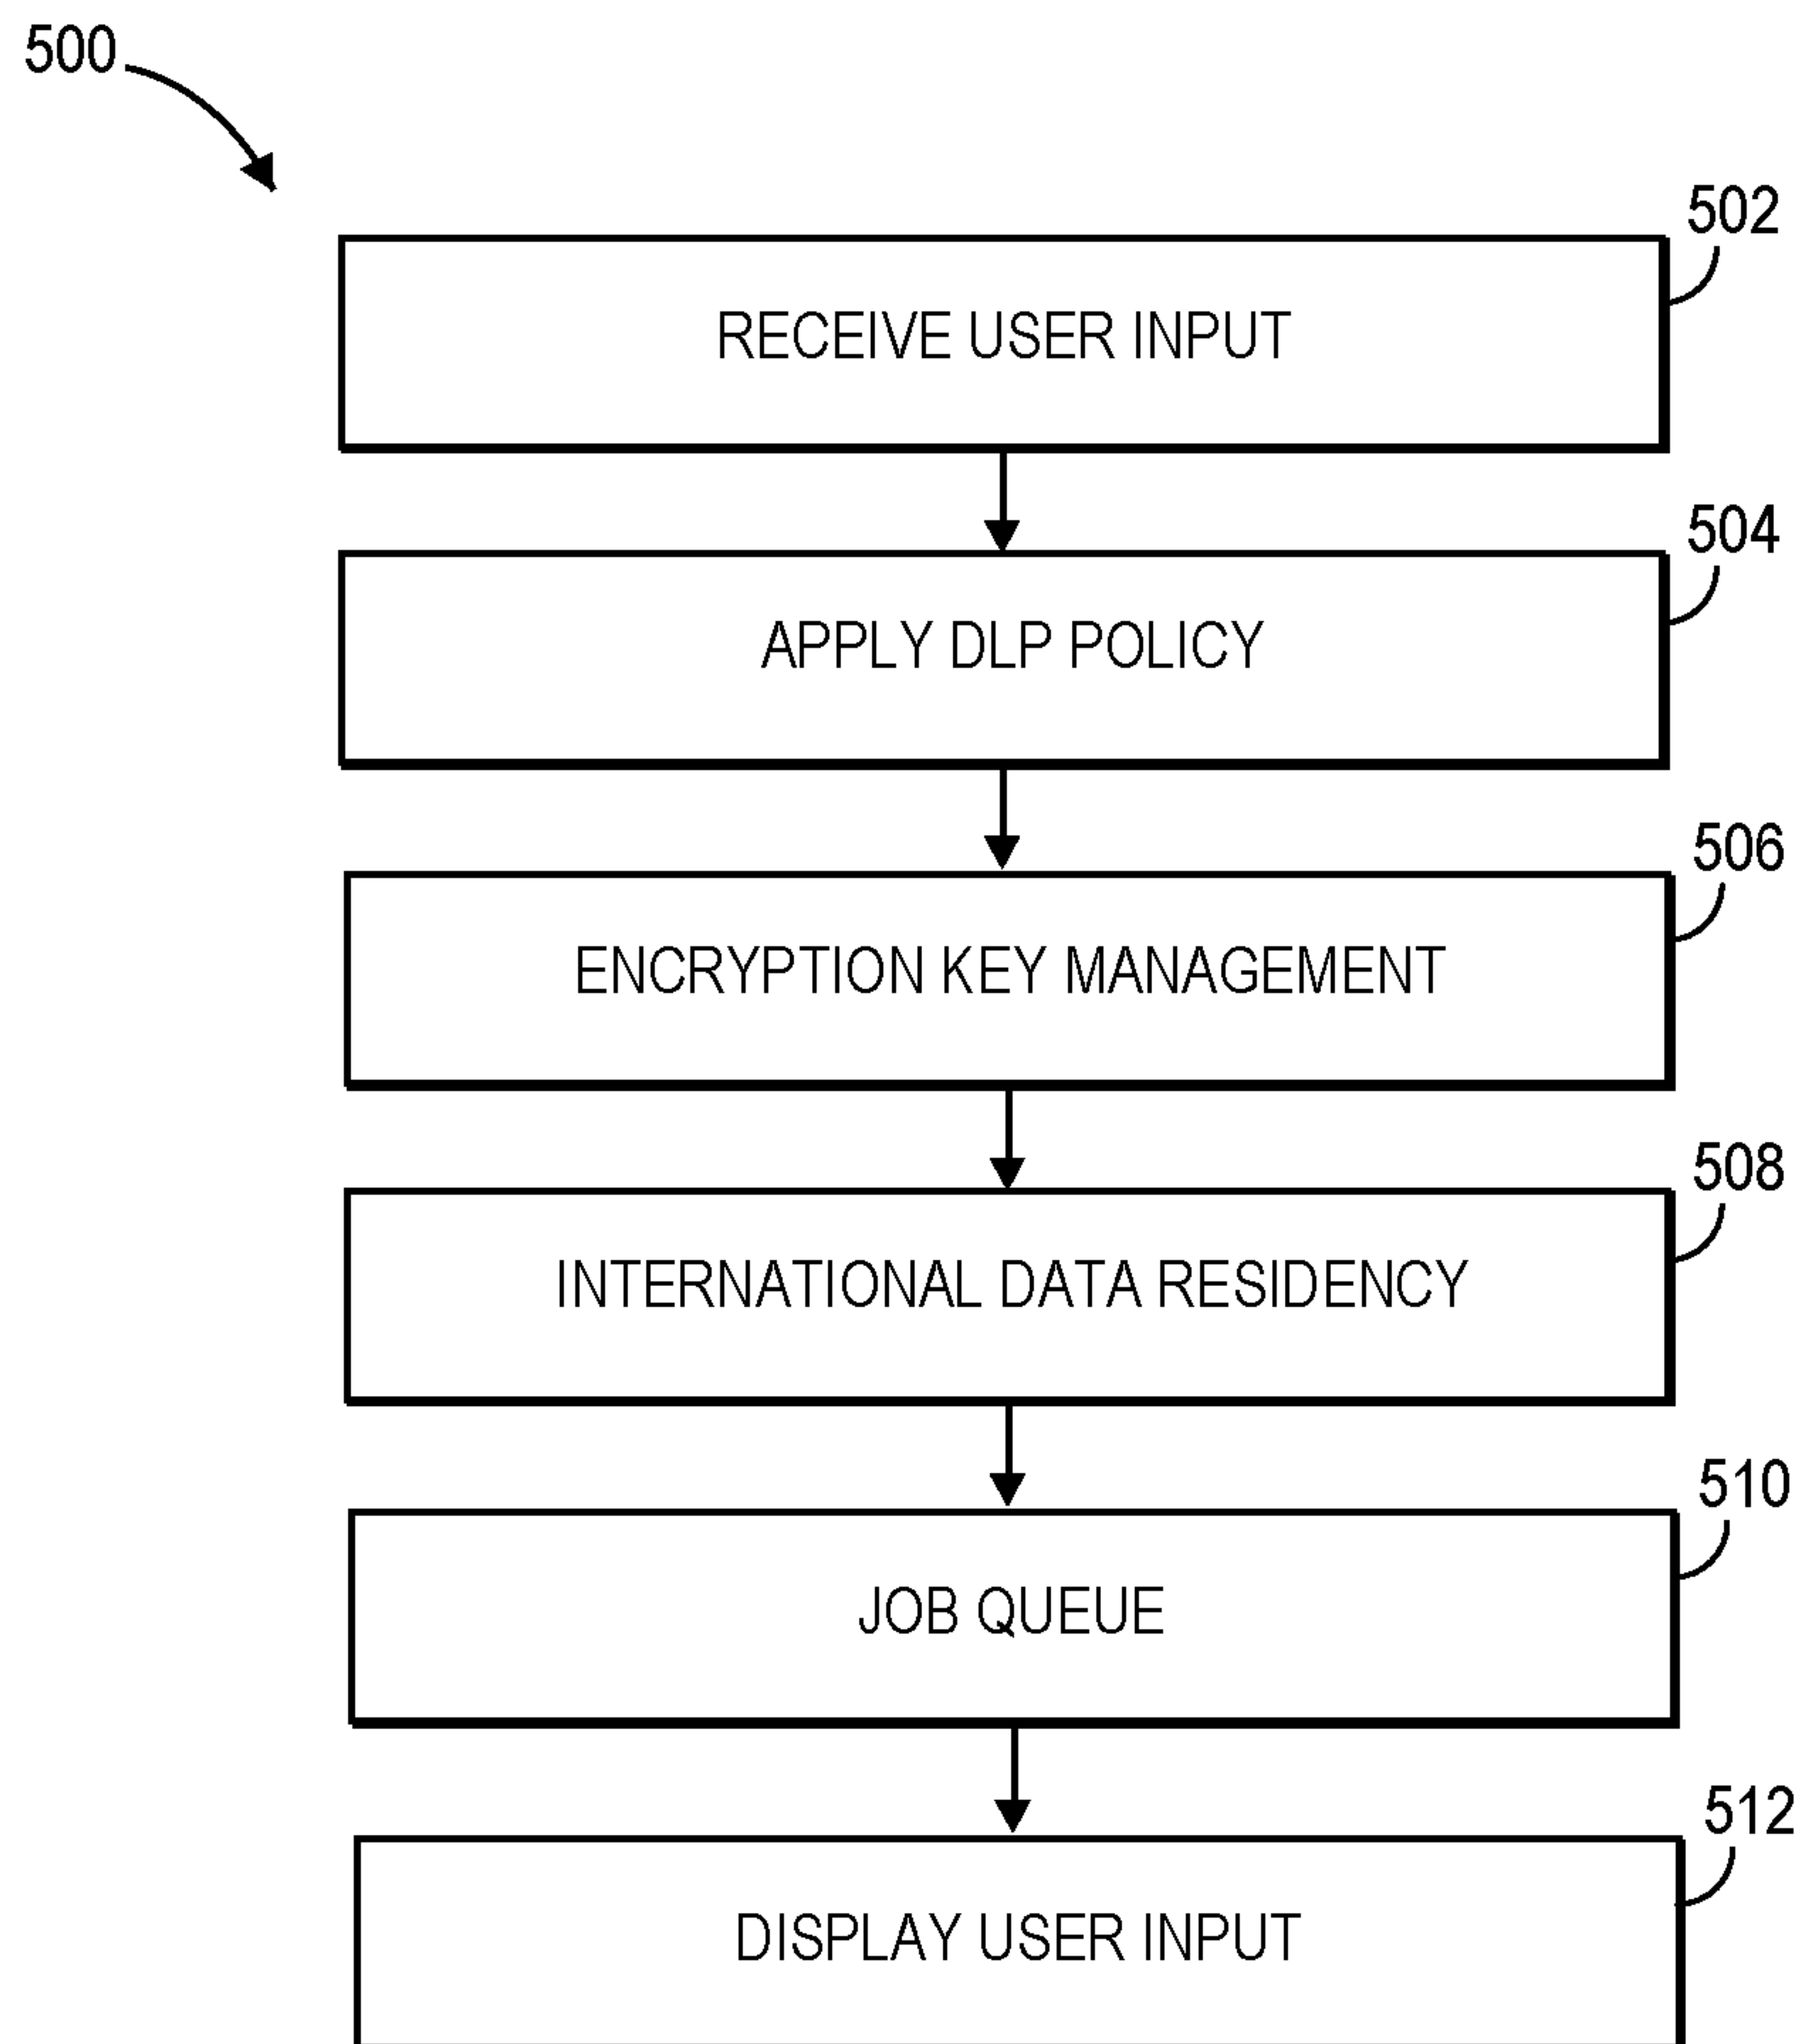 500
502
RECEIVE USER INPUT
504
APPLY DLP POLICY
506
ENCRYPTION KEY MANAGEMENT
508
INTERNATIONAL DATA RESIDENCY
510
JOB QUEUE
512
DISPLAY USER INPUT